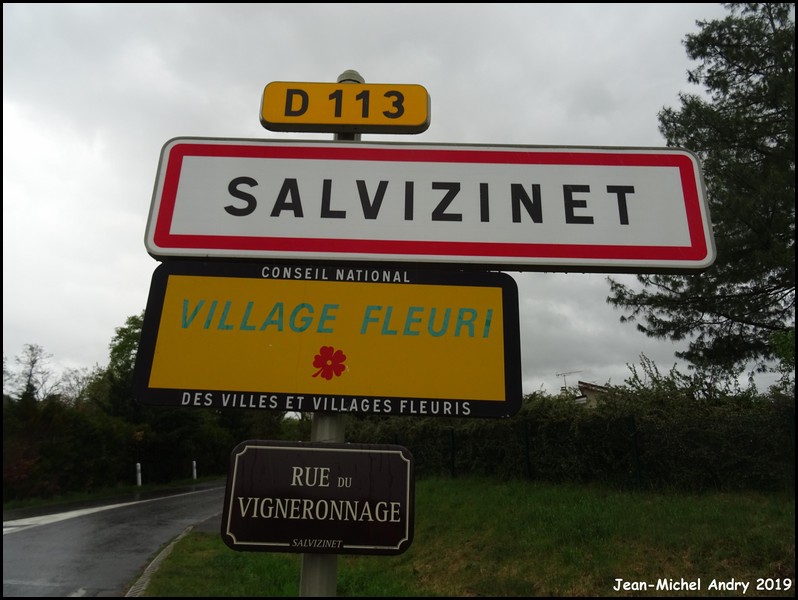 D 113
SALVIZINET
CONSEIL NATIONAL
VILLAGE FLEURI
DES VILLES ET VILLAGES FLEURIS
RUE DU
VIGNERONNAGE
SALVIZINET
Jean-Michel Andry 2019